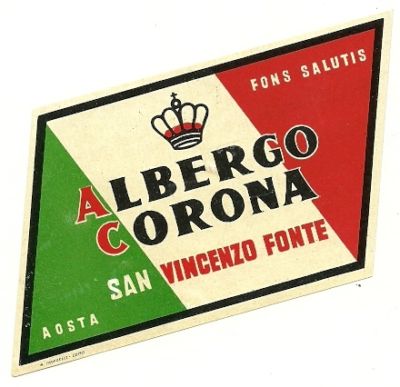 FONS SALUTIS
ALBERGO
CORONA
SAN VINCENZO FONTE
AOSTA